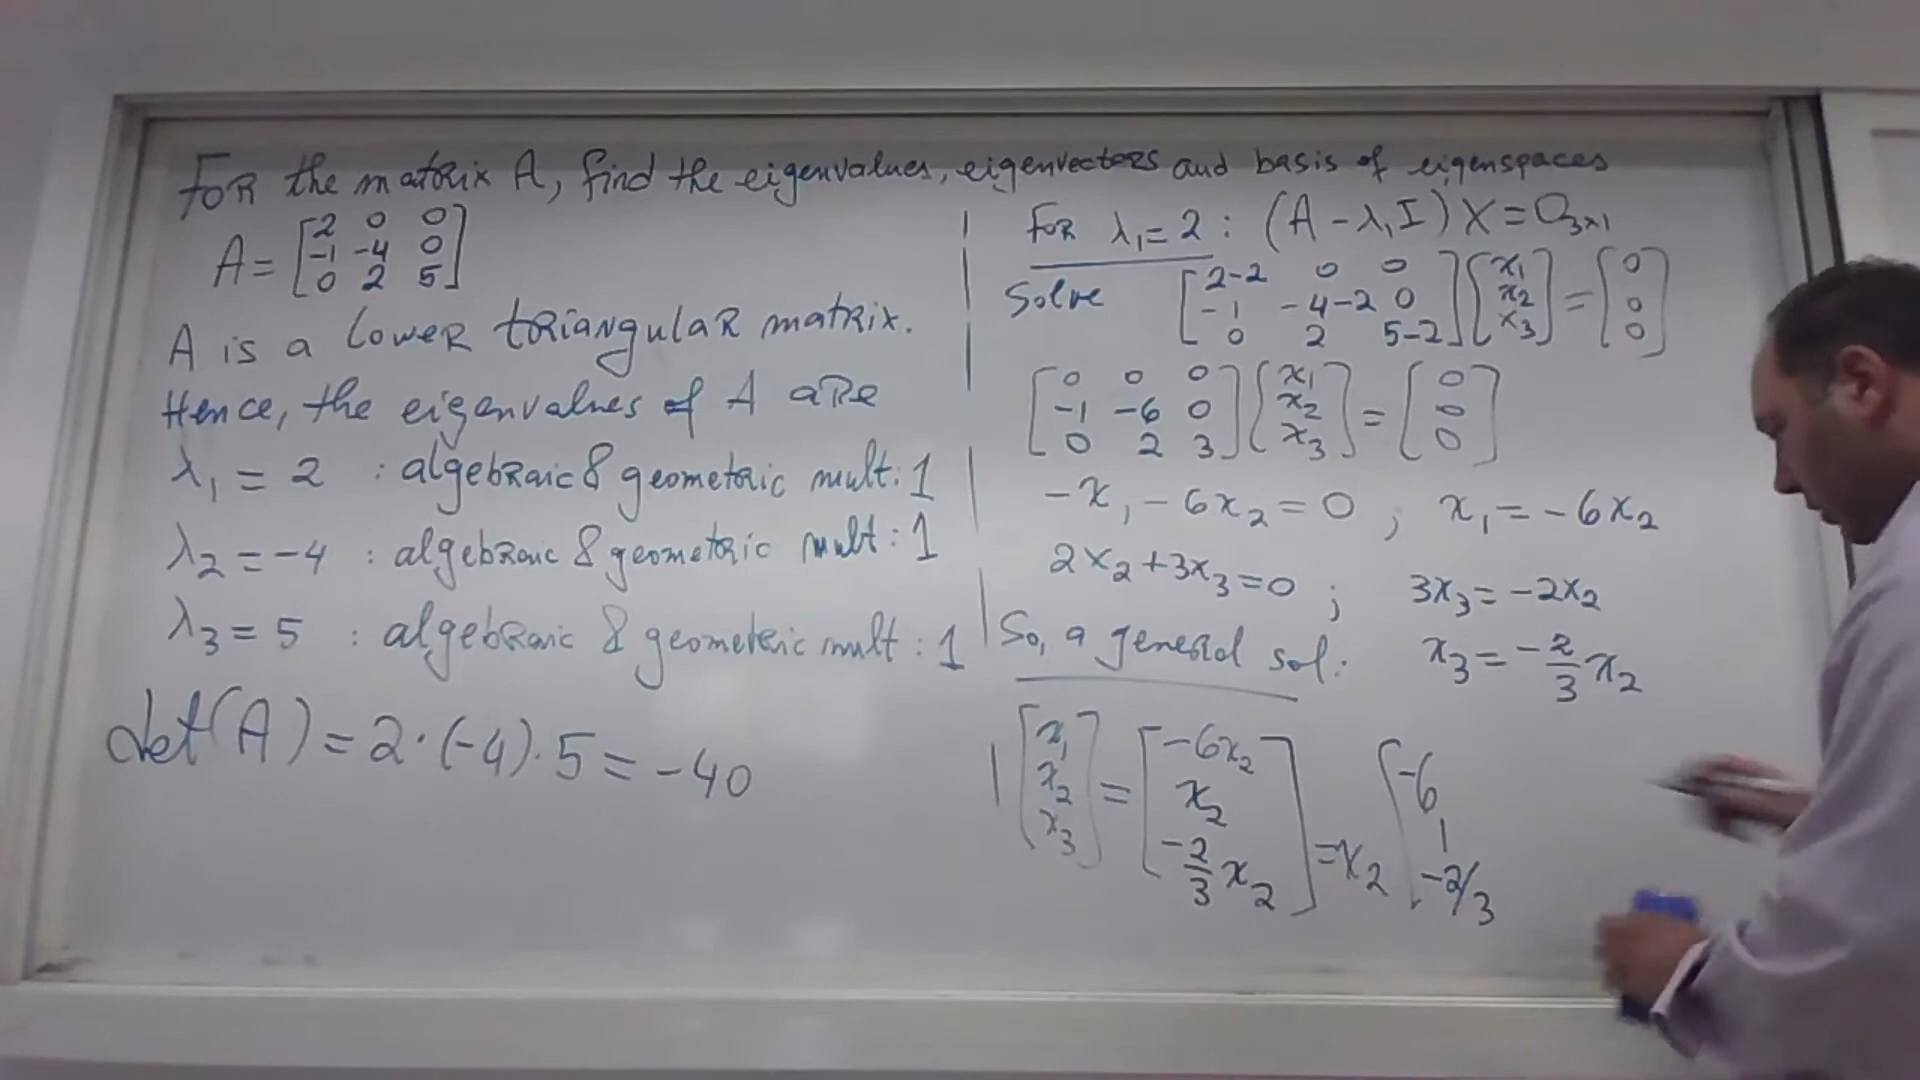 For the matrix A, find the eigenvalues, eigenvectors and basis of eigenspaces
A = [2 0 0
-1 -4 0
0 2 5]
A is a lower triangular matrix.
Hence, the eigenvalues of A are
λ₁ = 2 : algebraic & geometric mult: 1
λ₂ = -4 : algebraic & geometric mult: 1
λ₃ = 5 : algebraic & geometric mult: 1
det(A) = 2·(-4)·5 = -40
For λ₁ = 2 : (A - λ₁I)X = O₃ₓ₁
Solve [2-2 0 0] [x₁] = [0]
[-1 -4-2 0] [x₂] [0]
[0 2 5-2] [x₃] [0]
[0 0 0] [x₁] = [0]
[-1 -6 0] [x₂] [0]
[0 2 3] [x₃] [0]
-x₁ - 6x₂ = 0 ; x₁ = -6x₂
2x₂ + 3x₃ = 0 ; 3x₃ = -2x₂
So, a general sol: x₃ = -2/3 x₂
[x₁] = [-6x₂] = x₂ [-6
[x₂] [x₂] 1
[x₃] [-2/3 x₂] -2/3